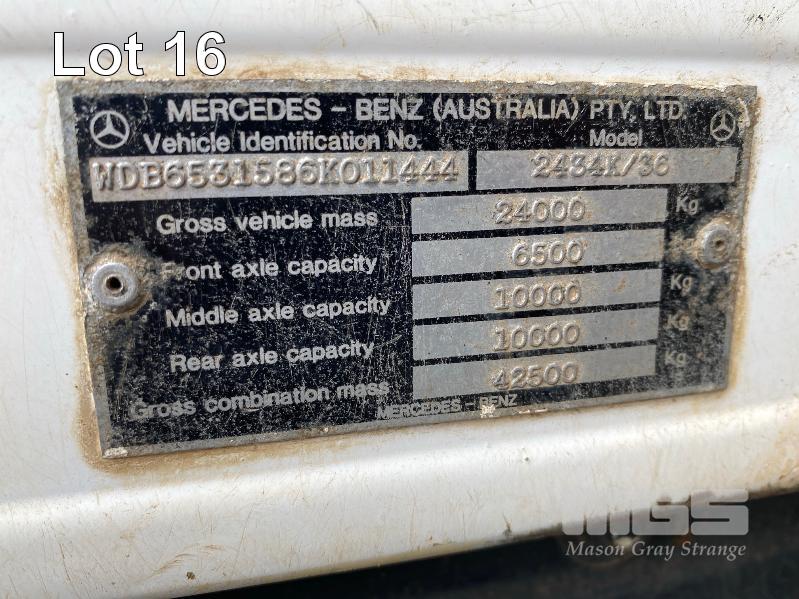 Lot 16
MERCEDES - BENZ (AUSTRALIA) PTY. LTD.
Vehicle Identification No. Model
WDB6531586K011444 2434K/36
Gross vehicle mass 24000 Kg
Front axle capacity 6500 Kg
Middle axle capacity 10000 Kg
Rear axle capacity 10000 Kg
Gross combination mass 42500 Kg
MERCEDES - BENZ
MGS
Mason Gray Strange